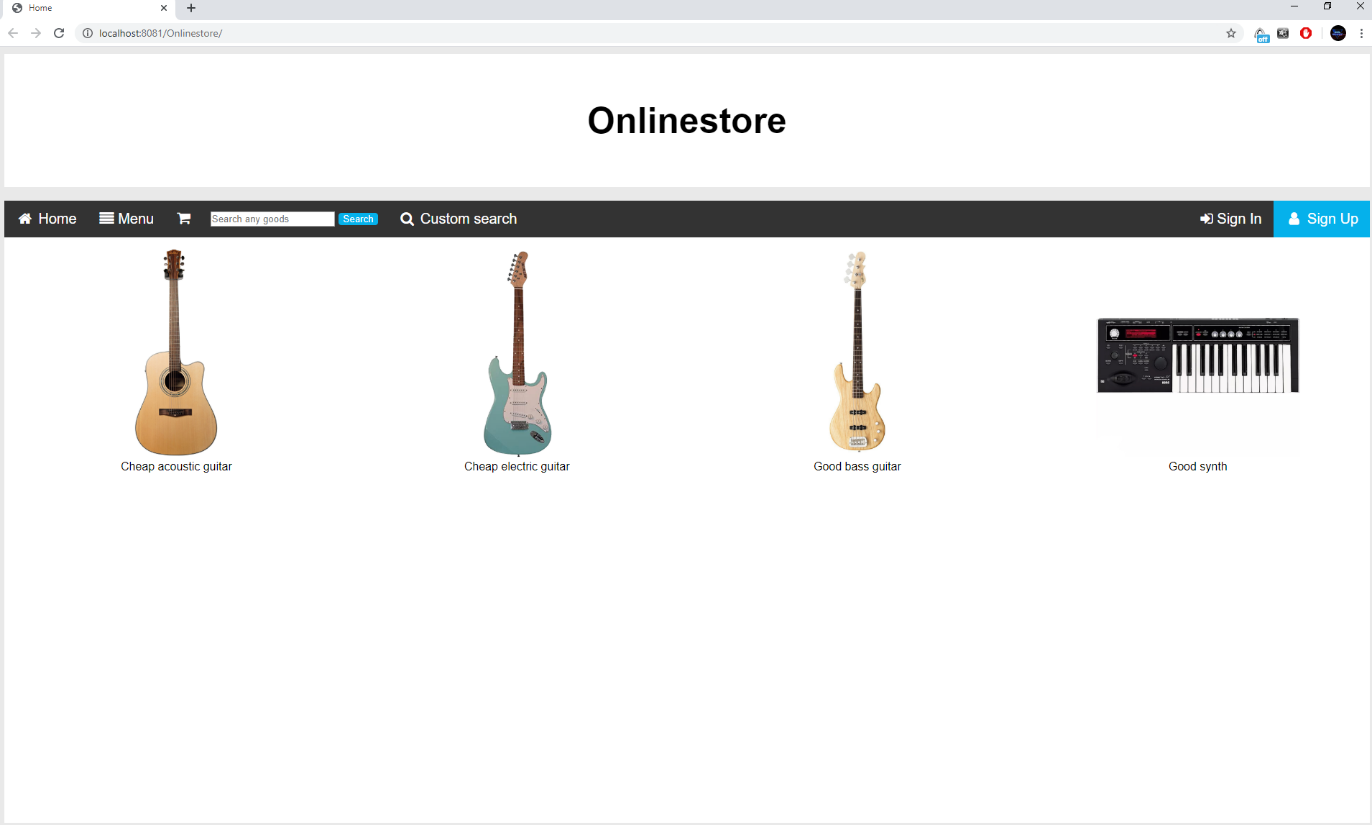 Home
localhost:8081/Onlinestore/
off
Onlinestore
Home Menu Search any goods Search Custom search Sign In Sign Up
Cheap acoustic guitar Cheap electric guitar Good bass guitar Good synth